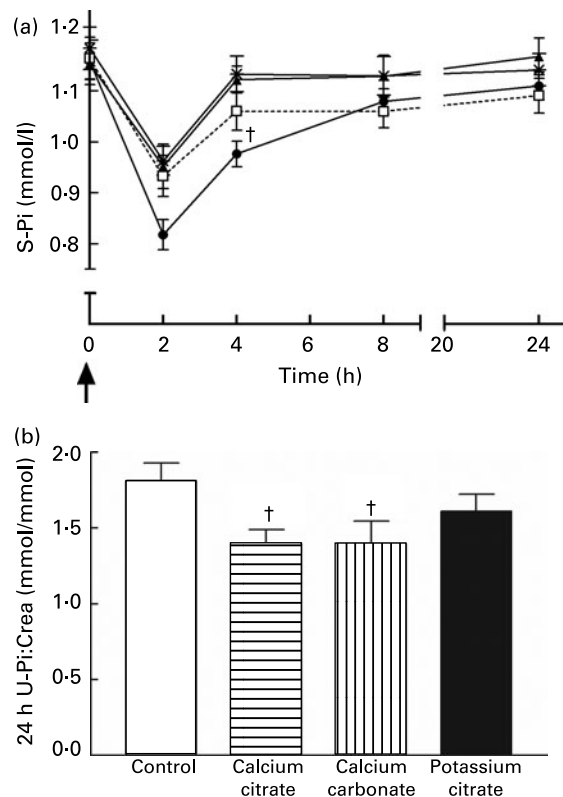 (a)
1·2
1·1
1·0
0·9
0·8
S-Pi (mmol/l)
†
0 2 4 8 20 24
Time (h)
(b)
2·0
1·5
1·0
0·5
0·0
24 h U-Pi:Crea (mmol/mmol)
† †
Control Calcium citrate Calcium carbonate Potassium citrate